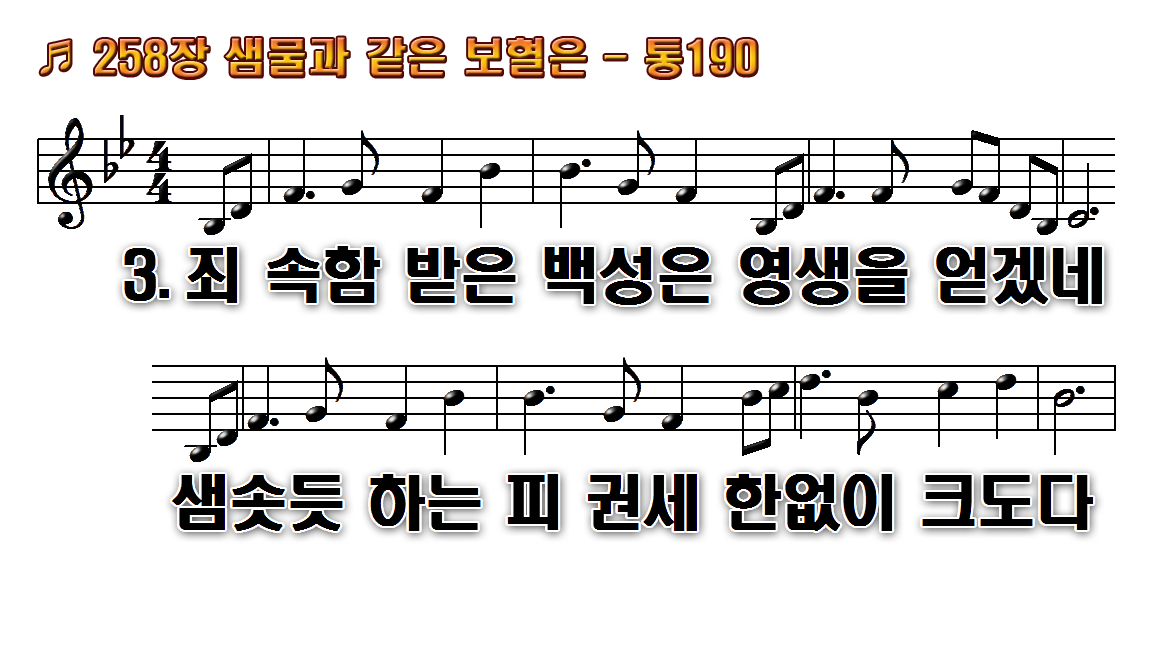 ♬ 258장 샘물과 같은 보혈은 - 통190
4
4
3. 죄 속함 받은 백성은 영생을 얻겠네
샘솟듯 하는 피 권세 한없이 크도다